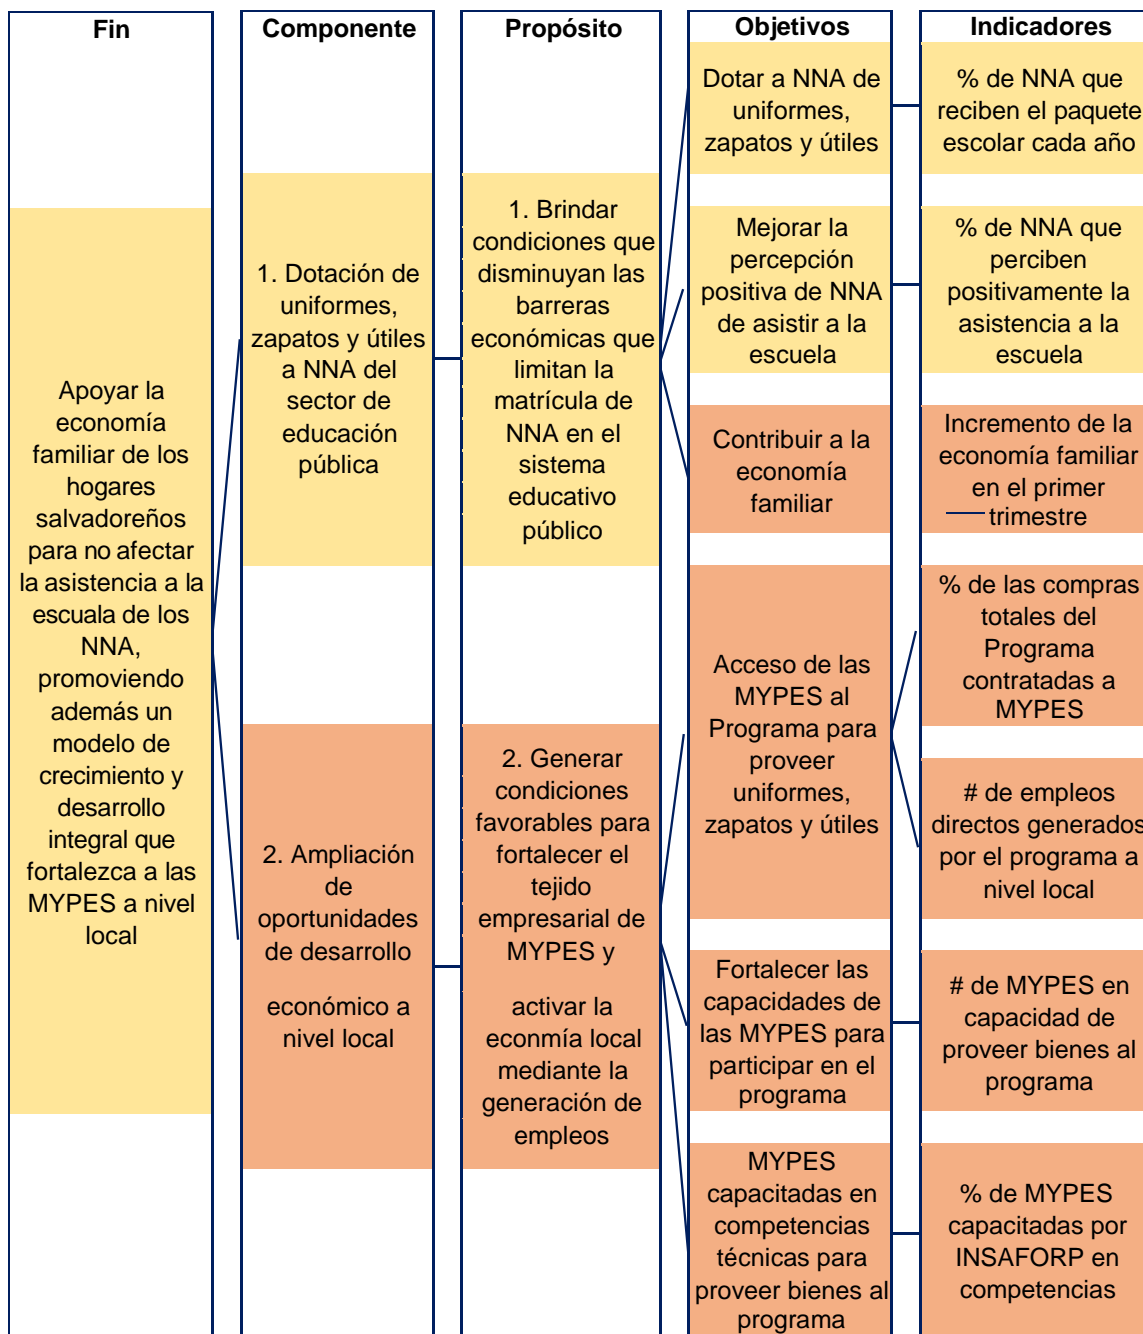 Fin
Componente
Propósito
Objetivos
Indicadores
Apoyar la
economía
familiar de los
hogares
salvadoreños
para no afectar
la asistencia a la
escuala de los
NNA,
promoviendo
además un
modelo de
crecimiento y
desarrollo
integral que
fortalezca a las
MYPES a nivel
local
1. Dotación de
uniformes,
zapatos y útiles
a NNA del
sector de
educación
pública
2. Ampliación
de
oportunidades
de desarrollo
económico a
nivel local
1. Brindar
condiciones que
disminuyan las
barreras
económicas que
limitan la
matrícula de
NNA en el
sistema
educativo
público
2. Generar
condiciones
favorables para
fortalecer el
tejido
empresarial de
MYPES y
activar la
econmía local
mediante la
generación de
empleos
Dotar a NNA de
uniformes,
zapatos y útiles
Mejorar la
percepción
positiva de NNA
de asistir a la
escuela
Contribuir a la
economía
familiar
Acceso de las
MYPES al
Programa para
proveer
uniformes,
zapatos y útiles
Fortalecer las
capacidades de
las MYPES para
participar en el
programa
MYPES
capacitadas en
competencias
técnicas para
proveer bienes al
programa
% de NNA que
reciben el paquete
escolar cada año
% de NNA que
perciben
positivamente la
asistencia a la
escuela
Incremento de la
economía familiar
en el primer
trimestre
% de las compras
totales del
Programa
contratadas a
MYPES
# de empleos
directos generados
por el programa a
nivel local
# de MYPES en
capacidad de
proveer bienes al
programa
% de MYPES
capacitadas por
INSAFORP en
competencias